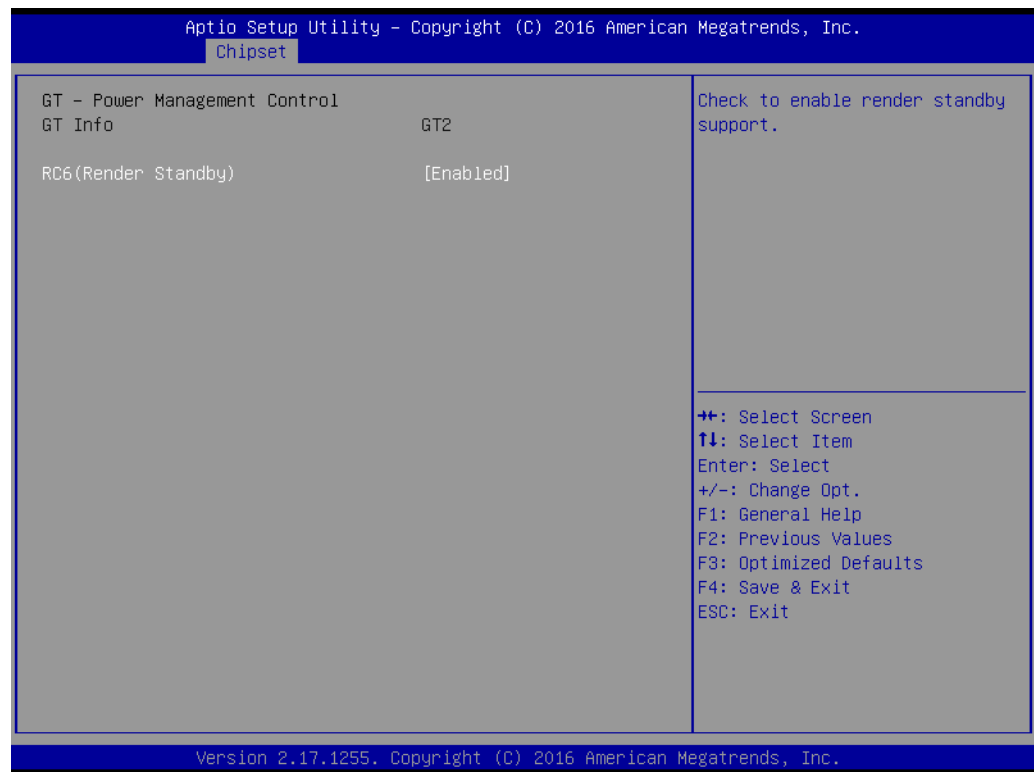 Aptio Setup Utility – Copyright (C) 2016 American Megatrends, Inc.
Chipset
GT – Power Management Control
GT Info GT2
RC6(Render Standby) [Enabled]
Check to enable render standby
support.
→←: Select Screen
↑↓: Select Item
Enter: Select
+/-: Change Opt.
F1: General Help
F2: Previous Values
F3: Optimized Defaults
F4: Save & Exit
ESC: Exit
Version 2.17.1255. Copyright (C) 2016 American Megatrends, Inc.